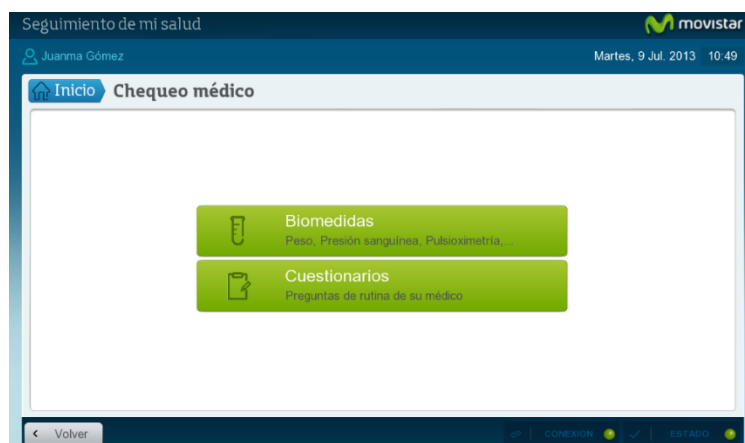 Seguimiento de mi salud
movistar
Juanma Gómez
Martes, 9 Jul. 2013 10:49
Inicio Chequeo médico
Biomedidas
Peso, Presión sanguínea, Pulsioximetría,...
Cuestionarios
Preguntas de rutina de su médico
Volver
CONEXION
ESTADO